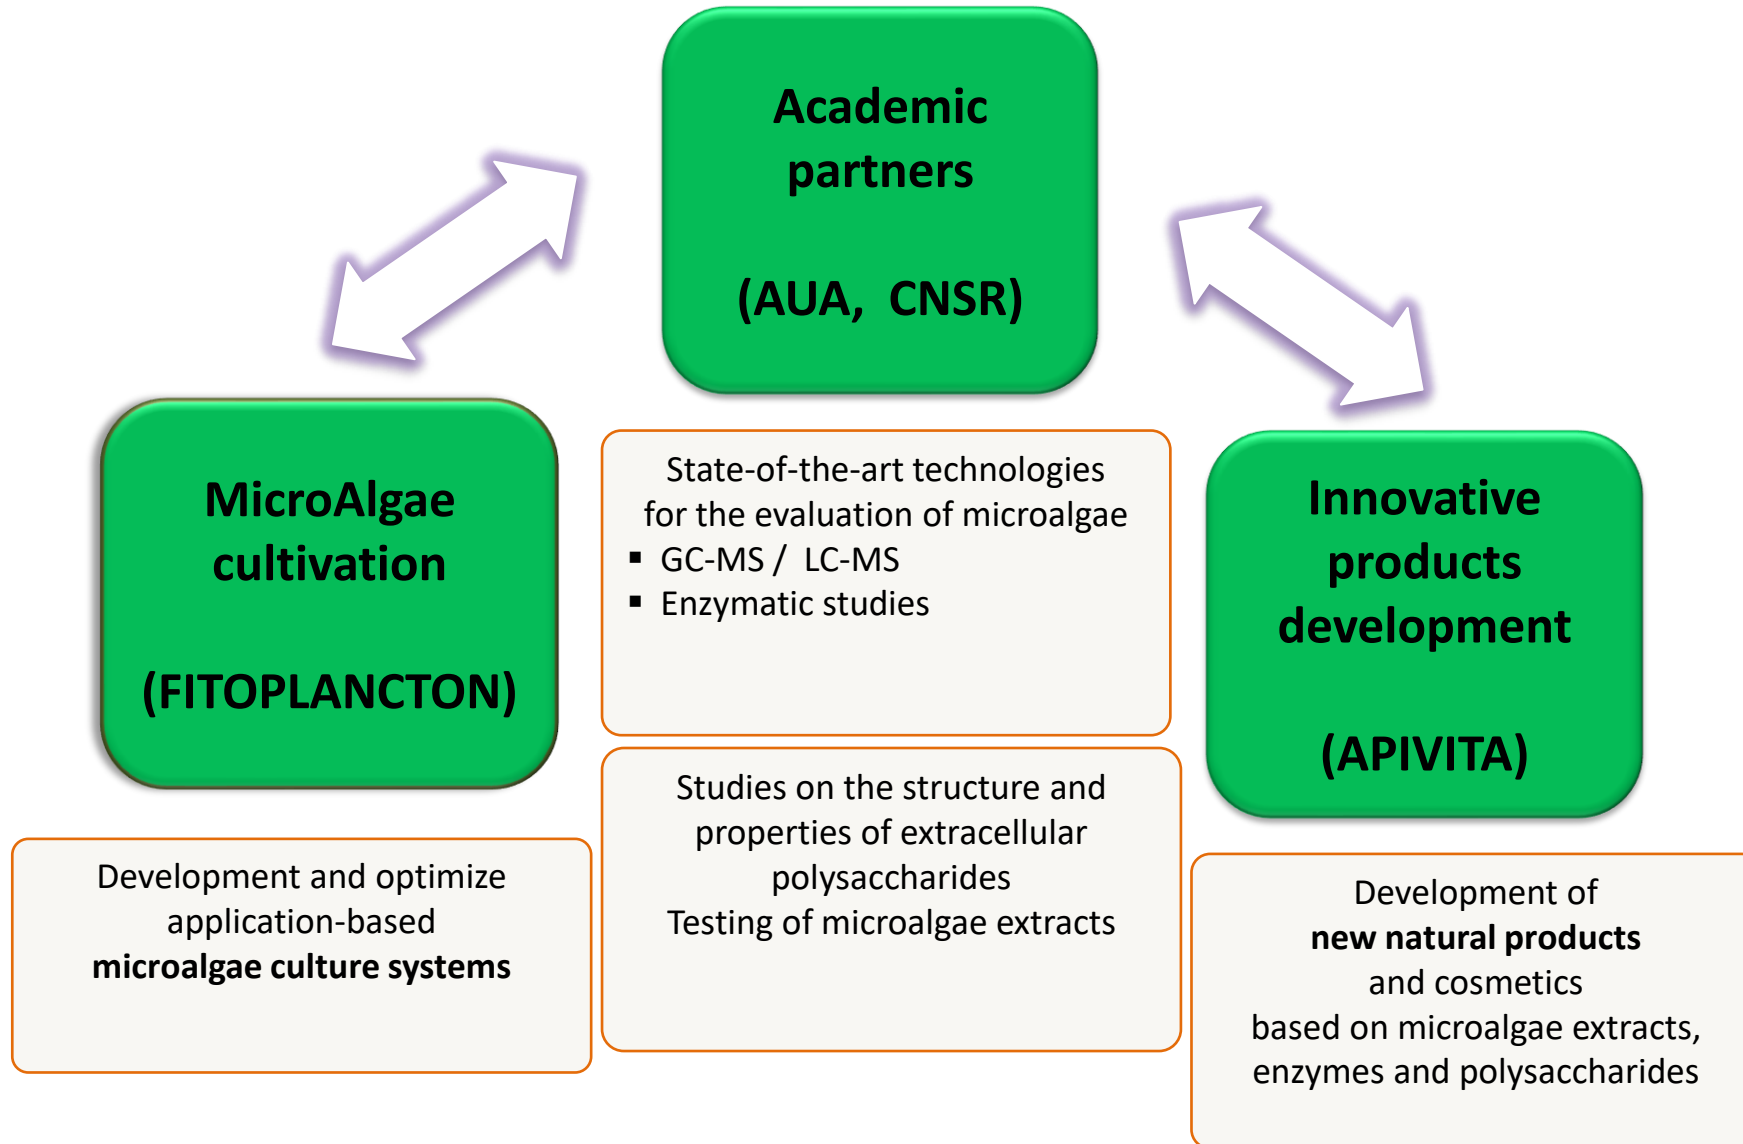 Academic
partners
(AUA, CNSR)
MicroAlgae
cultivation
(FITOPLANCTON)
State-of-the-art technologies
for the evaluation of microalgae
▪ GC-MS / LC-MS
▪ Enzymatic studies
Innovative
products
development
(APIVITA)
Studies on the structure and
properties of extracellular
polysaccharides
Testing of microalgae extracts
Development and optimize
application-based
microalgae culture systems
Development of
new natural products
and cosmetics
based on microalgae extracts,
enzymes and polysaccharides